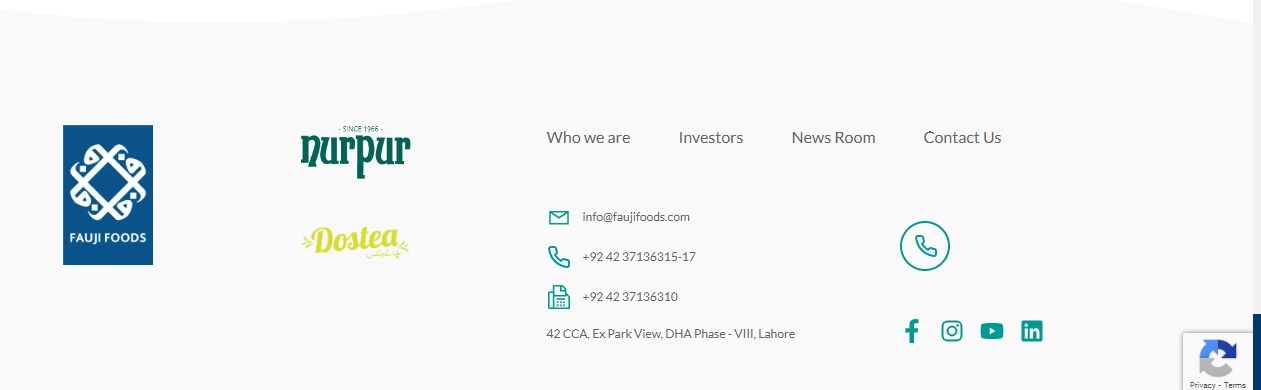 FAUJI FOODS
- SINCE 1966 -
nurpur
Dostea
Who we are
Investors
News Room
Contact Us
info@faujifoods.com
+92 42 37136315-17
+92 42 37136310
42 CCA, Ex Park View, DHA Phase - VIII, Lahore
Privacy - Terms